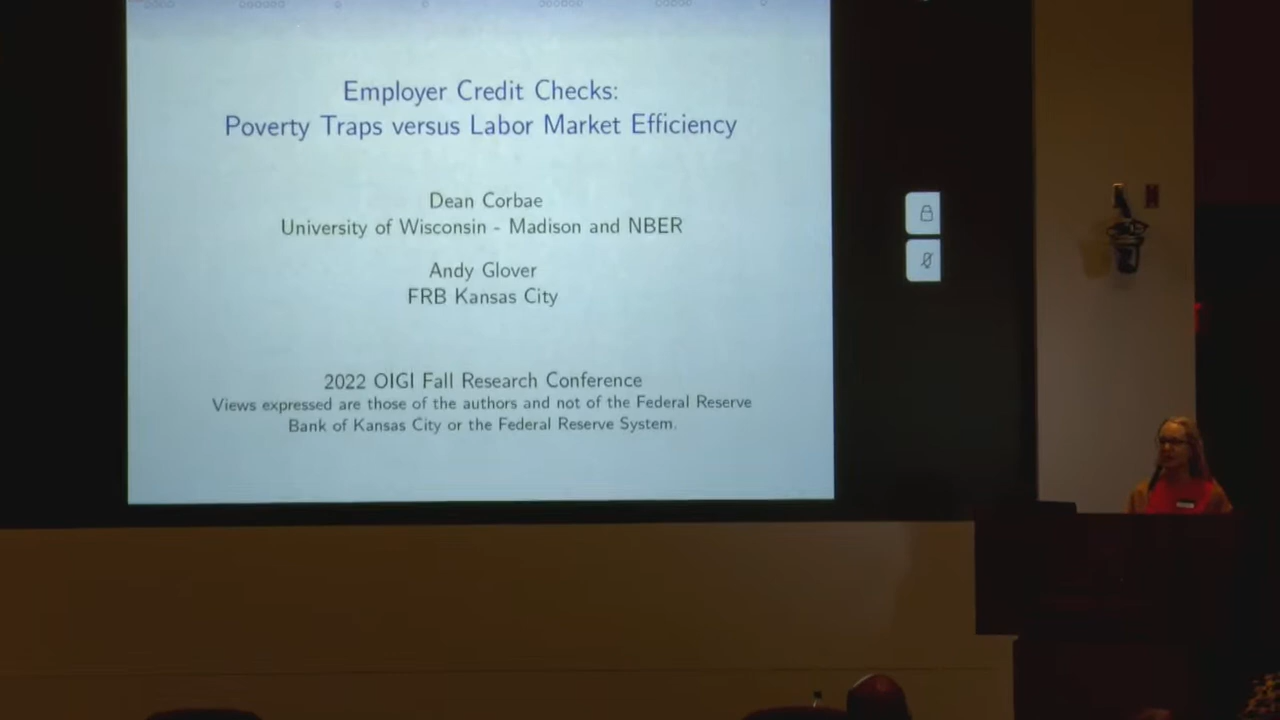 Employer Credit Checks:
Poverty Traps versus Labor Market Efficiency
Dean Corbae
University of Wisconsin - Madison and NBER
Andy Glover
FRB Kansas City
2022 OIGI Fall Research Conference
Views expressed are those of the authors and not of the Federal Reserve
Bank of Kansas City or the Federal Reserve System.